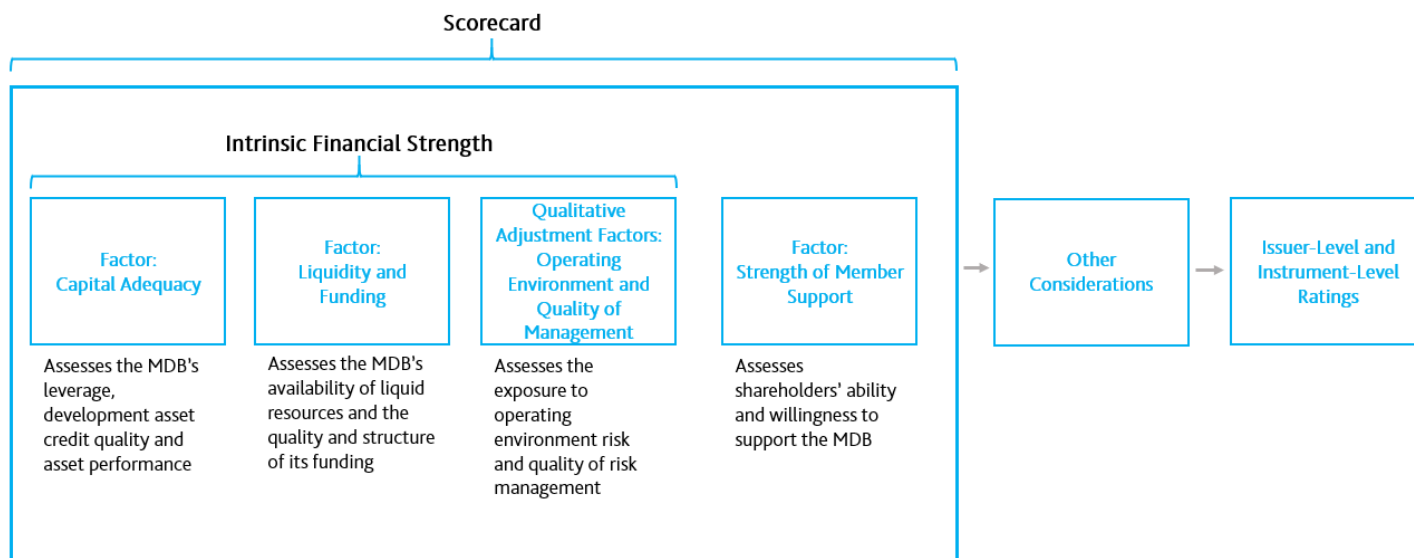 Scorecard
Intrinsic Financial Strength
Factor:
Capital Adequacy
Factor:
Liquidity and
Funding
Qualitative
Adjustment Factors:
Operating
Environment and
Quality of
Management
Factor:
Strength of Member
Support
Other
Considerations
Issuer-Level and
Instrument-Level
Ratings
Assesses the MDB's
leverage,
development asset
credit quality and
asset performance
Assesses the MDB's
availability of liquid
resources and the
quality and structure
of its funding
Assesses the
exposure to
operating
environment risk
and quality of risk
management
Assesses
shareholders' ability
and willingness to
support the MDB